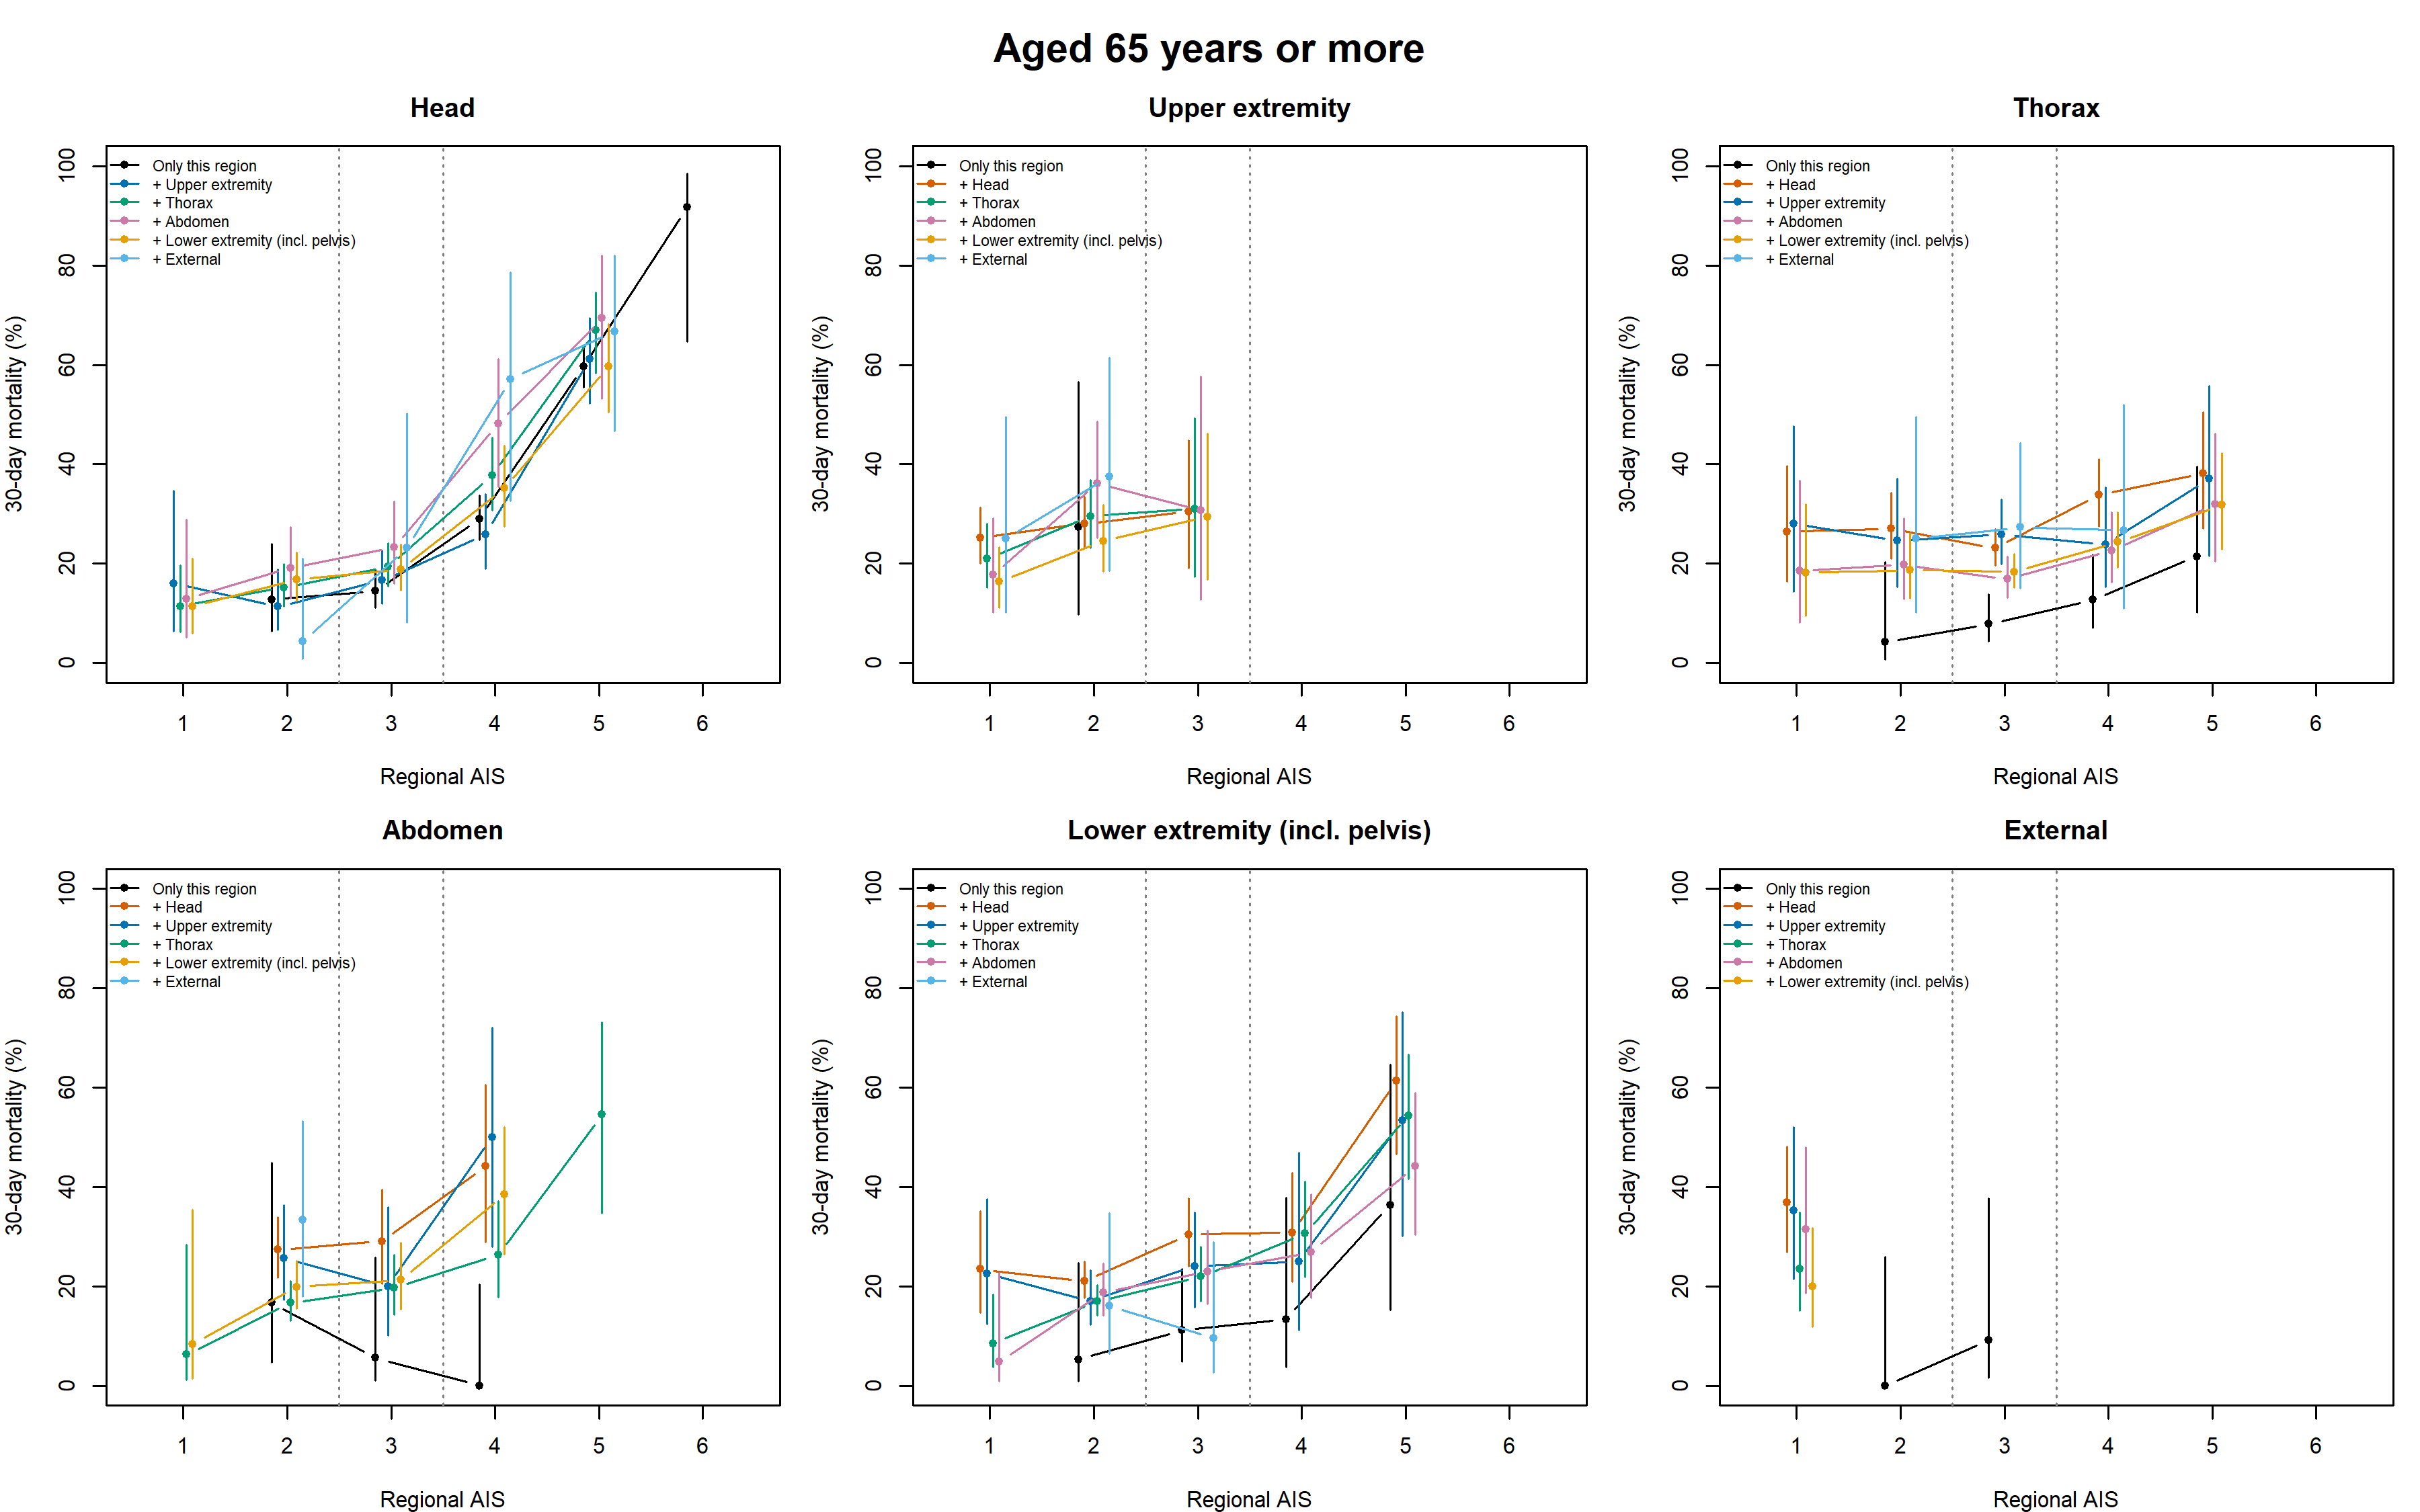 Aged 65 years or more
Head
Only this region
+ Upper extremity
+ Thorax
+ Abdomen
+ Lower extremity (incl. pelvis)
+ External
30-day mortality (%)
0 20 40 60 80 100
1 2 3 4 5 6
Regional AIS
Upper extremity
Only this region
+ Head
+ Thorax
+ Abdomen
+ Lower extremity (incl. pelvis)
+ External
30-day mortality (%)
0 20 40 60 80 100
1 2 3 4 5 6
Regional AIS
Thorax
Only this region
+ Head
+ Upper extremity
+ Abdomen
+ Lower extremity (incl. pelvis)
+ External
30-day mortality (%)
0 20 40 60 80 100
1 2 3 4 5 6
Regional AIS
Abdomen
Only this region
+ Head
+ Upper extremity
+ Thorax
+ Lower extremity (incl. pelvis)
+ External
30-day mortality (%)
0 20 40 60 80 100
1 2 3 4 5 6
Regional AIS
Lower extremity (incl. pelvis)
Only this region
+ Head
+ Upper extremity
+ Thorax
+ Abdomen
+ External
30-day mortality (%)
0 20 40 60 80 100
1 2 3 4 5 6
Regional AIS
External
Only this region
+ Head
+ Upper extremity
+ Thorax
+ Abdomen
+ Lower extremity (incl. pelvis)
30-day mortality (%)
0 20 40 60 80 100
1 2 3 4 5 6
Regional AIS